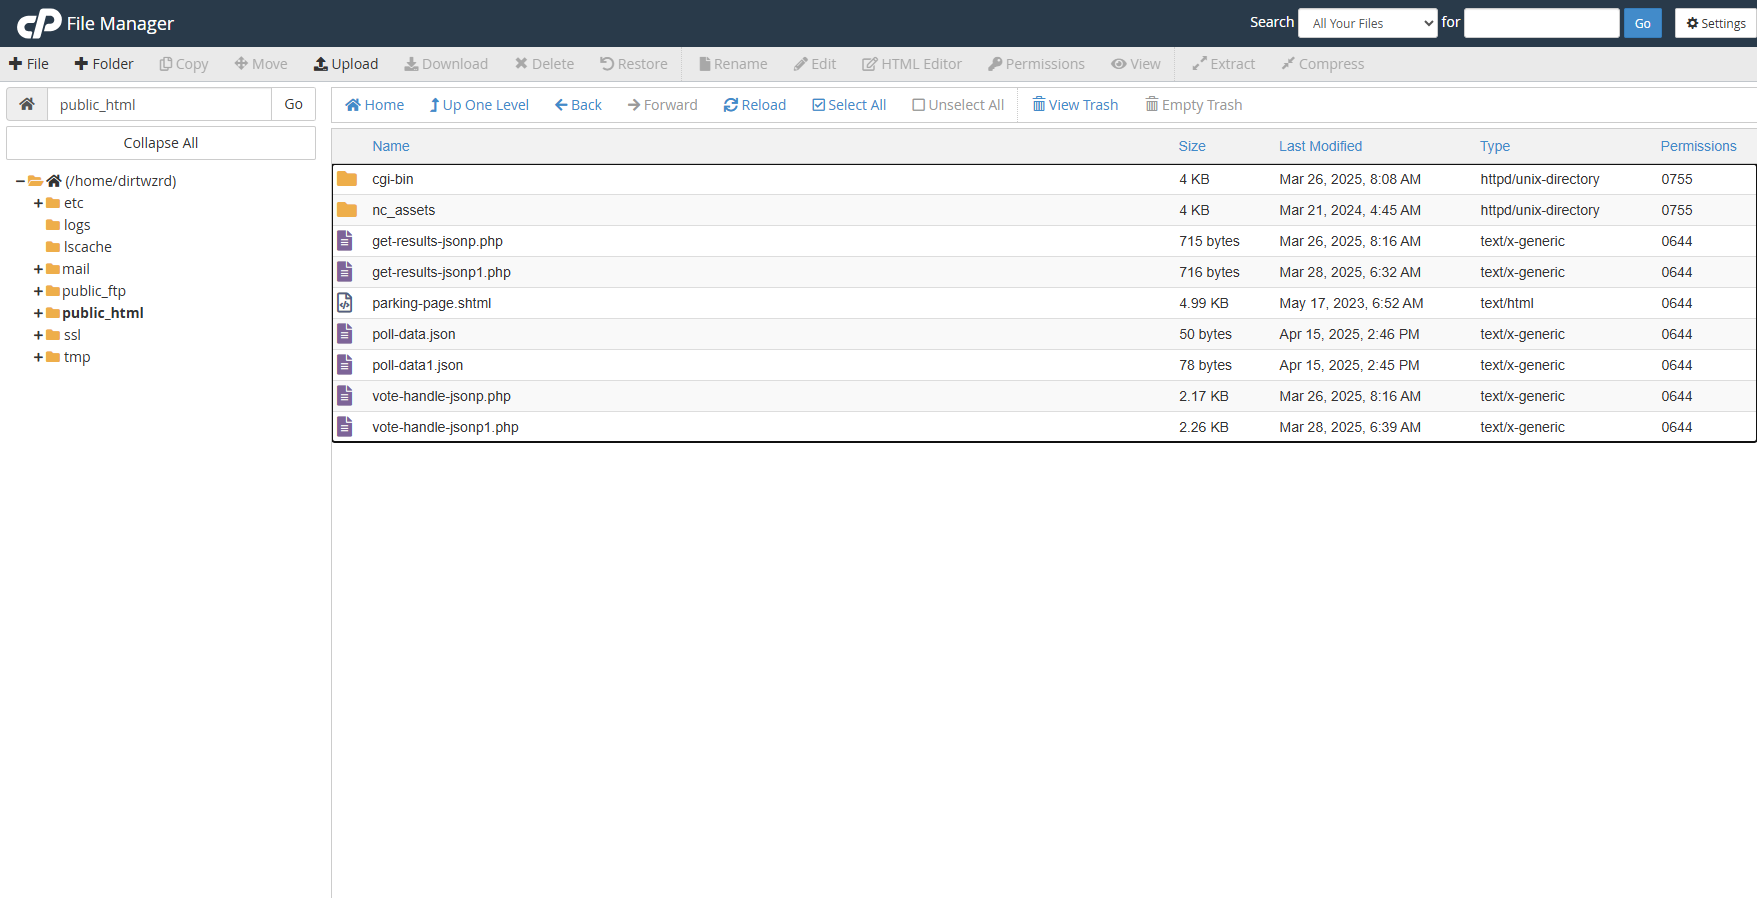 cP File Manager
Search All Your Files for Go Settings
File Folder Copy Move Upload Download Delete Restore Rename Edit HTML Editor Permissions View Extract Compress
public_html Go
Home Up One Level Back Forward Reload Select All Unselect All View Trash Empty Trash
Collapse All
(/home/dirtwzrd)
etc
logs
lscache
mail
public_ftp
public_html
ssl
tmp
Name Size Last Modified Type Permissions
cgi-bin 4 KB Mar 26, 2025, 8:08 AM httpd/unix-directory 0755
nc_assets 4 KB Mar 21, 2024, 4:45 AM httpd/unix-directory 0755
get-results-jsonp.php 715 bytes Mar 26, 2025, 8:16 AM text/x-generic 0644
get-results-jsonp1.php 716 bytes Mar 28, 2025, 6:32 AM text/x-generic 0644
parking-page.shtml 4.99 KB May 17, 2023, 6:52 AM text/html 0644
poll-data.json 50 bytes Apr 15, 2025, 2:46 PM text/x-generic 0644
poll-data1.json 78 bytes Apr 15, 2025, 2:45 PM text/x-generic 0644
vote-handle-jsonp.php 2.17 KB Mar 26, 2025, 8:16 AM text/x-generic 0644
vote-handle-jsonp1.php 2.26 KB Mar 28, 2025, 6:39 AM text/x-generic 0644